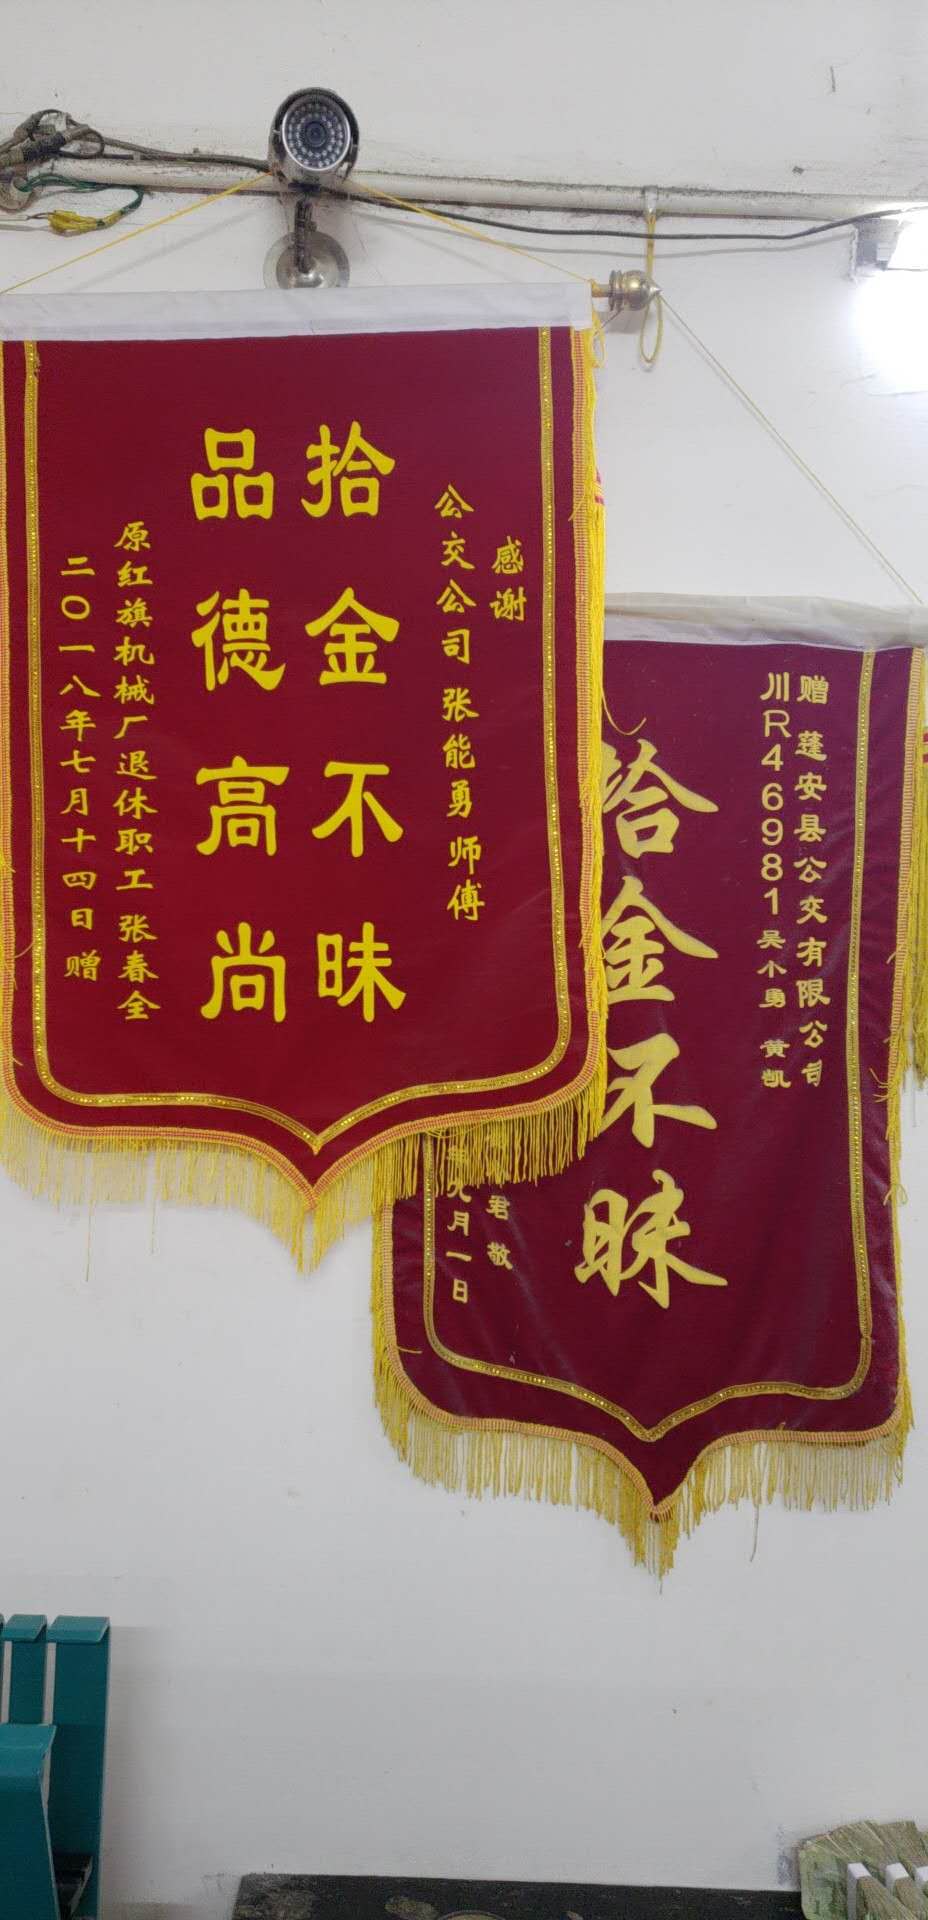 感谢
公交公司 张能勇 师傅
拾金不昧
品德高尚
原红旗机械厂退休职工 张春全
二〇一八年七月十四日 赠
赠 蓬安县公交有限公司
川R46981吴小勇 黄凯
拾金不昧
君 敬
年九月一日